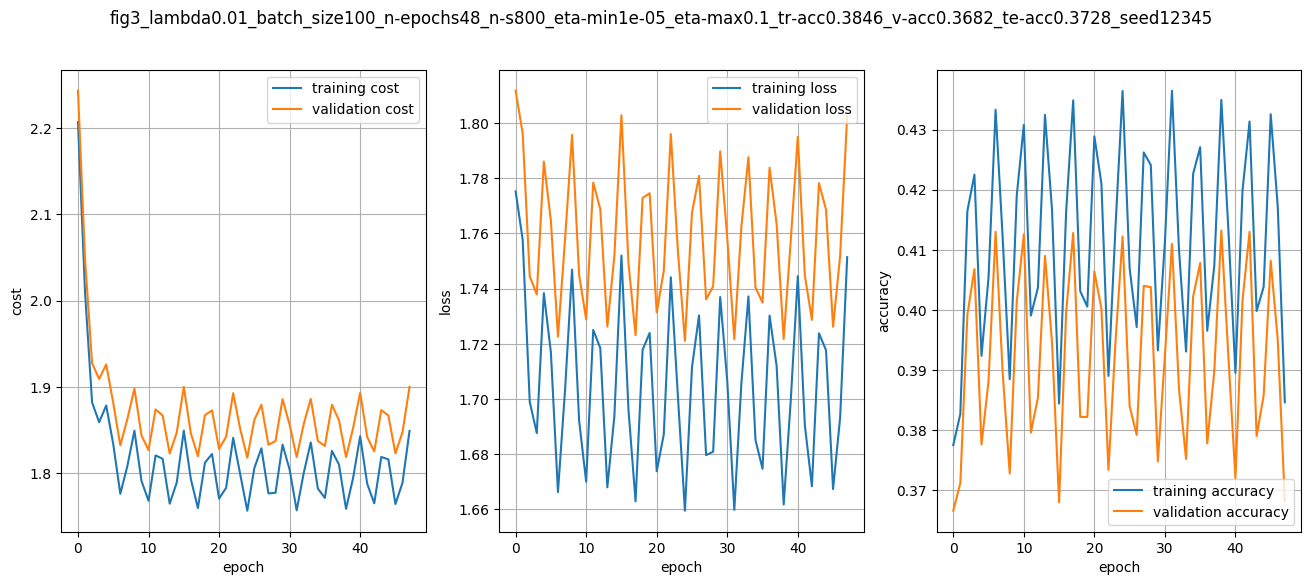 fig3_lambda0.01_batch_size100_n-epochs48_n-s800_eta-min1e-05_eta-max0.1_tr-acc0.3846_v-acc0.3682_te-acc0.3728_seed12345
training cost
validation cost
2.2
2.1
2.0
1.9
1.8
cost
0
10
20
30
40
epoch
training loss
validation loss
1.80
1.78
1.76
1.74
1.72
1.70
1.68
1.66
loss
0
10
20
30
40
epoch
0.43
0.42
0.41
0.40
0.39
0.38
0.37
accuracy
training accuracy
validation accuracy
0
10
20
30
40
epoch